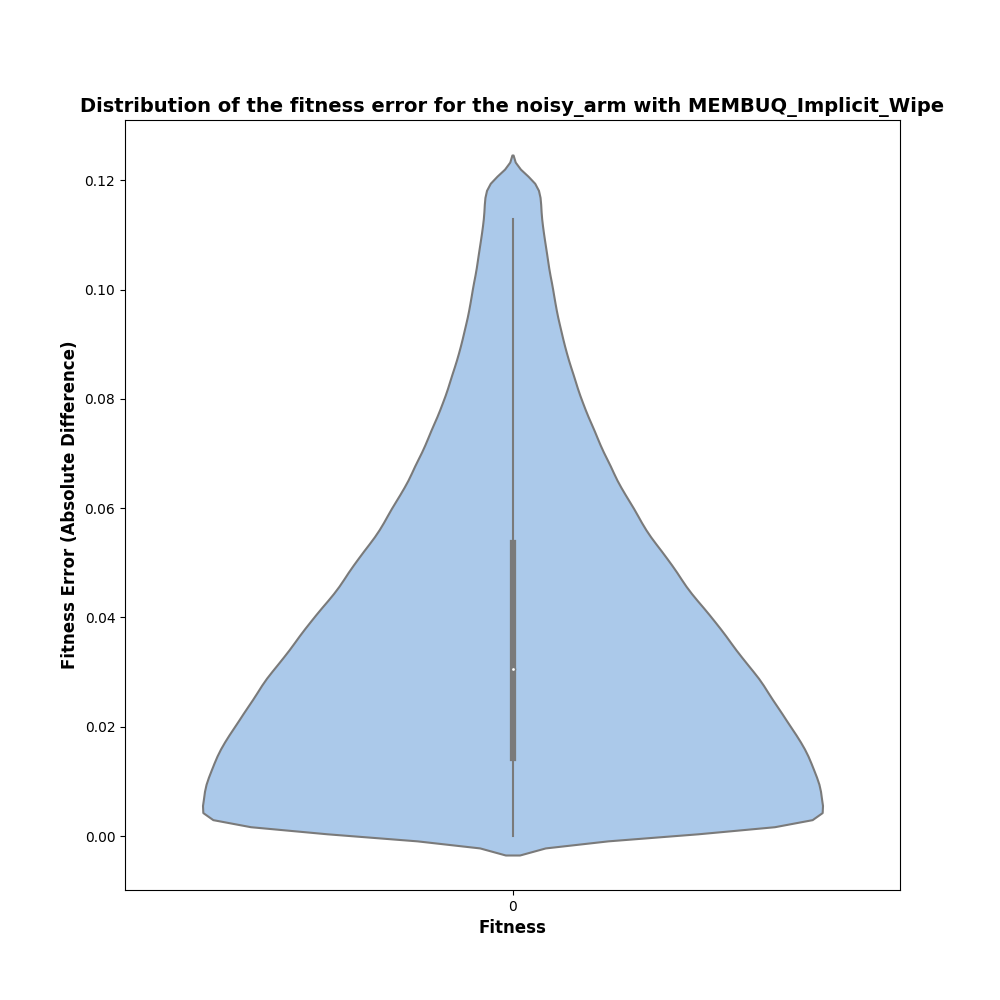 Distribution of the fitness error for the noisy_arm with MEMBUQ_Implicit_Wipe
0.12
0.10
0.08
0.06
0.04
0.02
0.00
Fitness Error (Absolute Difference)
0
Fitness